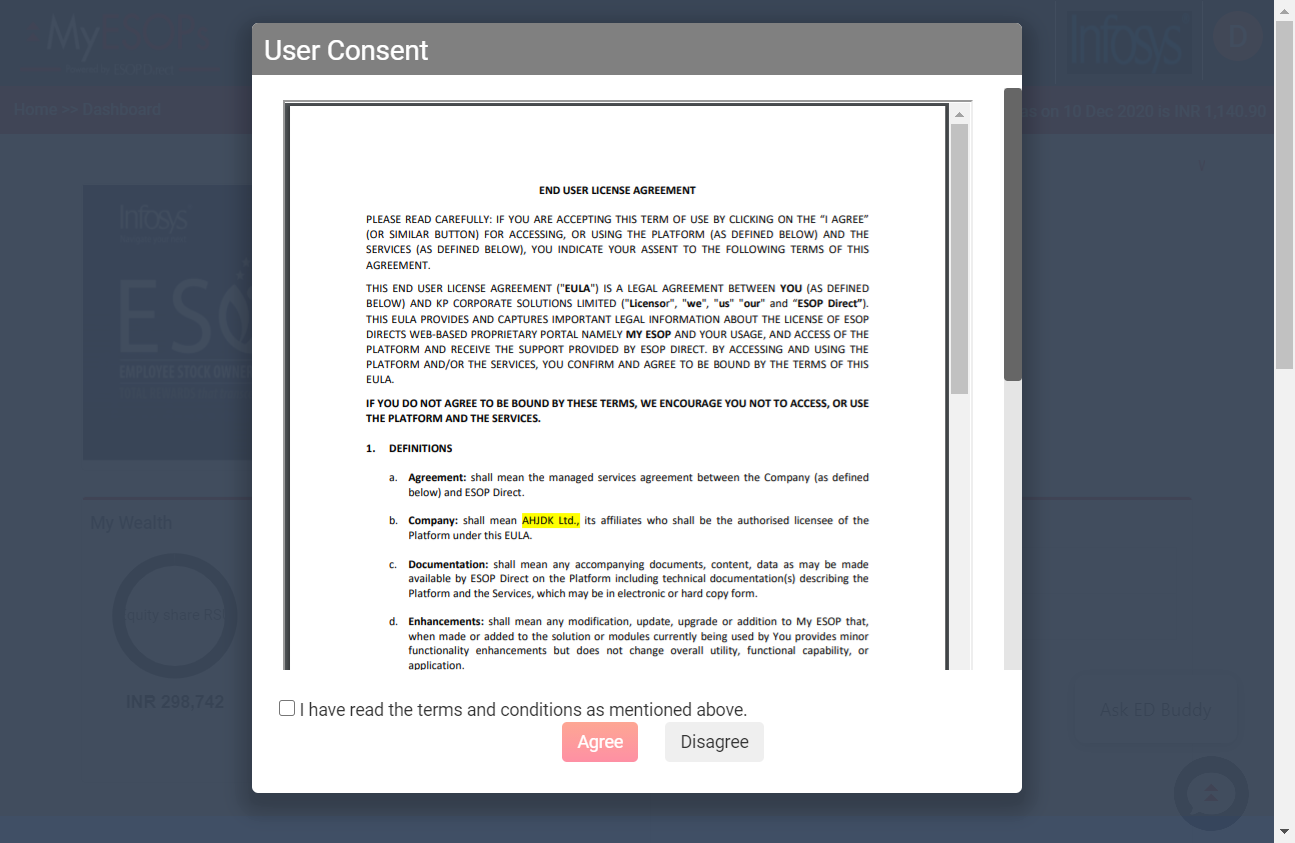 My
Infosys
D
Home >> Dashboard
on 10 Dec 2020 is INR 1,140.90
User Consent
END USER LICENSE AGREEMENT
PLEASE READ CAREFULLY: IF YOU ARE ACCEPTING THIS TERM OF USE BY CLICKING ON THE “I AGREE”
(OR SIMILAR BUTTON) FOR ACCESSING, OR USING THE PLATFORM (AS DEFINED BELOW) AND THE
SERVICES (AS DEFINED BELOW), YOU INDICATE YOUR ASSENT TO THE FOLLOWING TERMS OF THIS
AGREEMENT.
THIS END USER LICENSE AGREEMENT ("EULA") IS A LEGAL AGREEMENT BETWEEN YOU (AS DEFINED
BELOW) AND KP CORPORATE SOLUTIONS LIMITED ("Licensor", "we", "us" "our" and “ESOP Direct”).
THIS EULA PROVIDES AND CAPTURES IMPORTANT LEGAL INFORMATION ABOUT THE LICENSE OF ESOP
DIRECTS WEB-BASED PROPRIETARY PORTAL NAMELY MY ESOP AND YOUR USAGE, AND ACCESS OF THE
PLATFORM AND RECEIVE THE SUPPORT PROVIDED BY ESOP DIRECT. BY ACCESSING AND USING THE
PLATFORM AND/OR THE SERVICES, YOU CONFIRM AND AGREE TO BE BOUND BY THE TERMS OF THIS
EULA.
IF YOU DO NOT AGREE TO BE BOUND BY THESE TERMS, WE ENCOURAGE YOU NOT TO ACCESS, OR USE
THE PLATFORM AND THE SERVICES.
1. DEFINITIONS
a. Agreement: shall mean the managed services agreement between the Company (as defined
below) and ESOP Direct.
b. Company: shall mean AHJDK Ltd., its affiliates who shall be the authorised licensee of the
Platform under this EULA.
c. Documentation: shall mean any accompanying documents, content, data as may be made
available by ESOP Direct on the Platform including technical documentation(s) describing the
Platform and the Services, which may be in electronic or hard copy form.
d. Enhancements: shall mean any modification, update, upgrade or addition to My ESOP that,
when made or added to the solution or modules currently being used by You provides minor
functionality enhancements but does not change overall utility, functional capability, or
application.
I have read the terms and conditions as mentioned above.
Agree
Disagree
Infosys
ESO
EMPLOYEE STOCK OWNE
My Wealth
quity share RS
INR 298,742
Ask ED Buddy